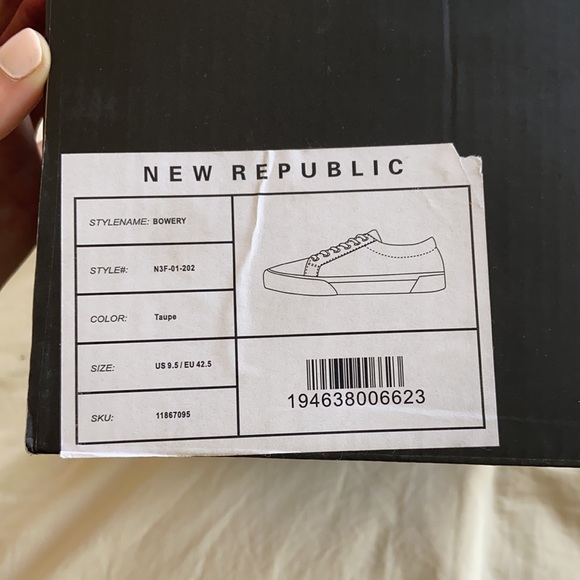 NEW REPUBLIC
STYLENAME: BOWERY
STYLE#: N3F-01-202
COLOR: Taupe
SIZE: US 9.5 / EU 42.5
SKU: 11867095
194638006623